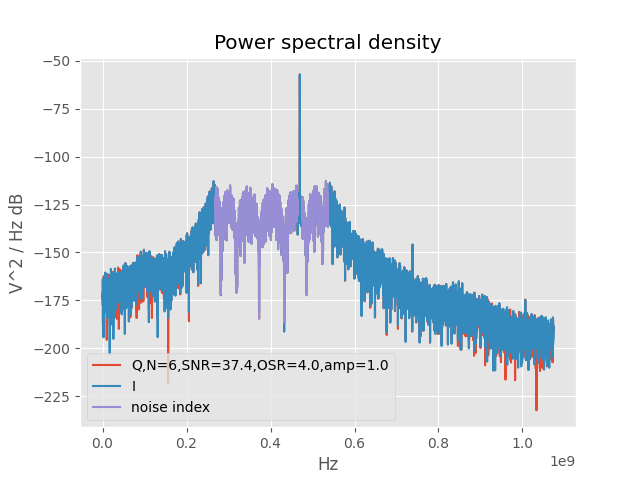 Power spectral density
V^2 / Hz dB
−50
−75
−100
−125
−150
−175
−200
−225
Q,N=6,SNR=37.4,OSR=4.0,amp=1.0
I
noise index
0.0 0.2 0.4 0.6 0.8 1.0
1e9
Hz